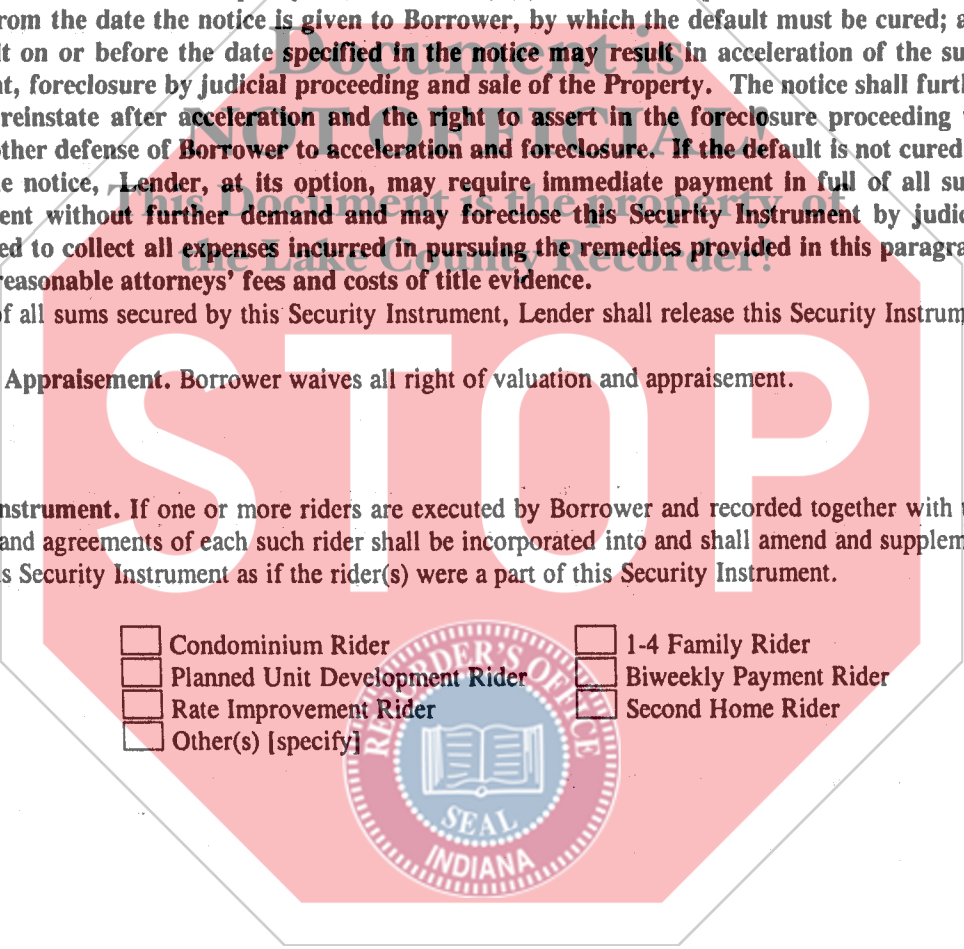 from the date the notice is given to Borrower, by which the default must be cured; a
lt on or before the date specified in the notice may result in acceleration of the su
nt, foreclosure by judicial proceeding and sale of the Property. The notice shall furth
reinstate after acceleration and the right to assert in the foreclosure proceeding
other defense of Borrower to acceleration and foreclosure. If the default is not cured
e notice, Lender, at its option, may require immediate payment in full of all su
ent without further demand and may foreclose this Security Instrument by judic
ed to collect all expenses incurred in pursuing the remedies provided in this paragra
reasonable attorneys' fees and costs of title evidence.
of all sums secured by this Security Instrument, Lender shall release this Security Instrum
Appraisement. Borrower waives all right of valuation and appraisement.
nstrument. If one or more riders are executed by Borrower and recorded together with
and agreements of each such rider shall be incorporated into and shall amend and supplem
s Security Instrument as if the rider(s) were a part of this Security Instrument.
Condominium Rider 1-4 Family Rider
Planned Unit Development Rider Biweekly Payment Rider
Rate Improvement Rider Second Home Rider
Other(s) [specify]
Document is
NOT OFFICIAL!
This Document is the property of
the Lake County Recorder!
STOP
RECORDER'S OFFICE
SEAL
INDIANA